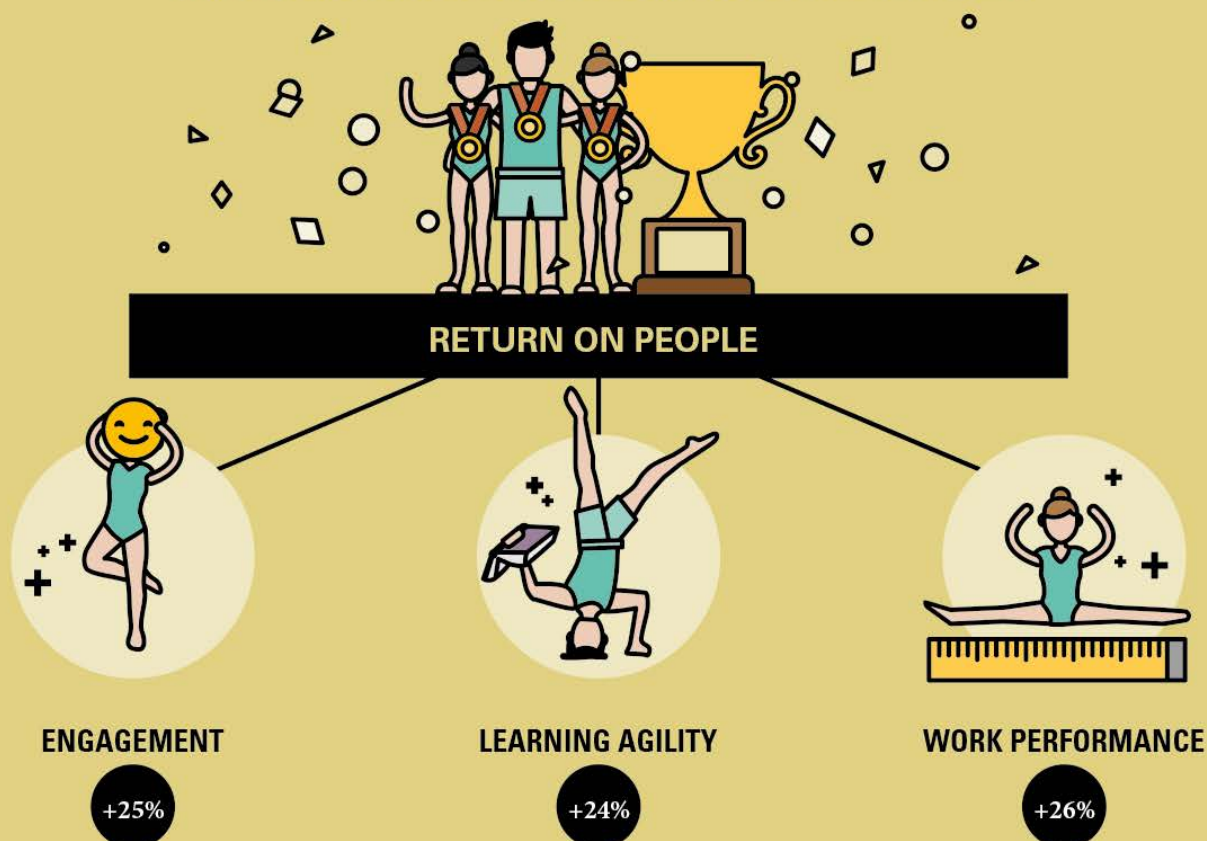 RETURN ON PEOPLE
ENGAGEMENT
+25%
LEARNING AGILITY
+24%
WORK PERFORMANCE
+26%